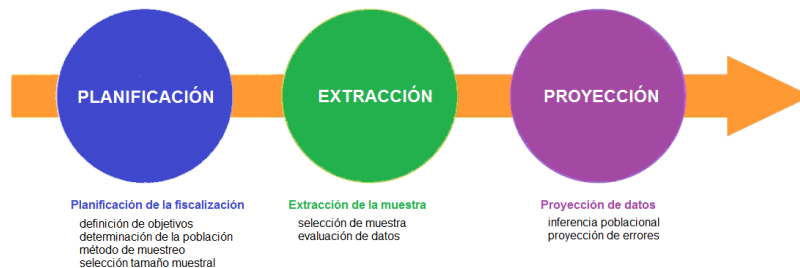 PLANIFICACIÓN
EXTRACCIÓN
PROYECCIÓN
Planificación de la fiscalización
definición de objetivos
determinación de la población
método de muestreo
selección tamaño muestral
Extracción de la muestra
selección de muestra
evaluación de datos
Proyección de datos
inferencia poblacional
proyección de errores